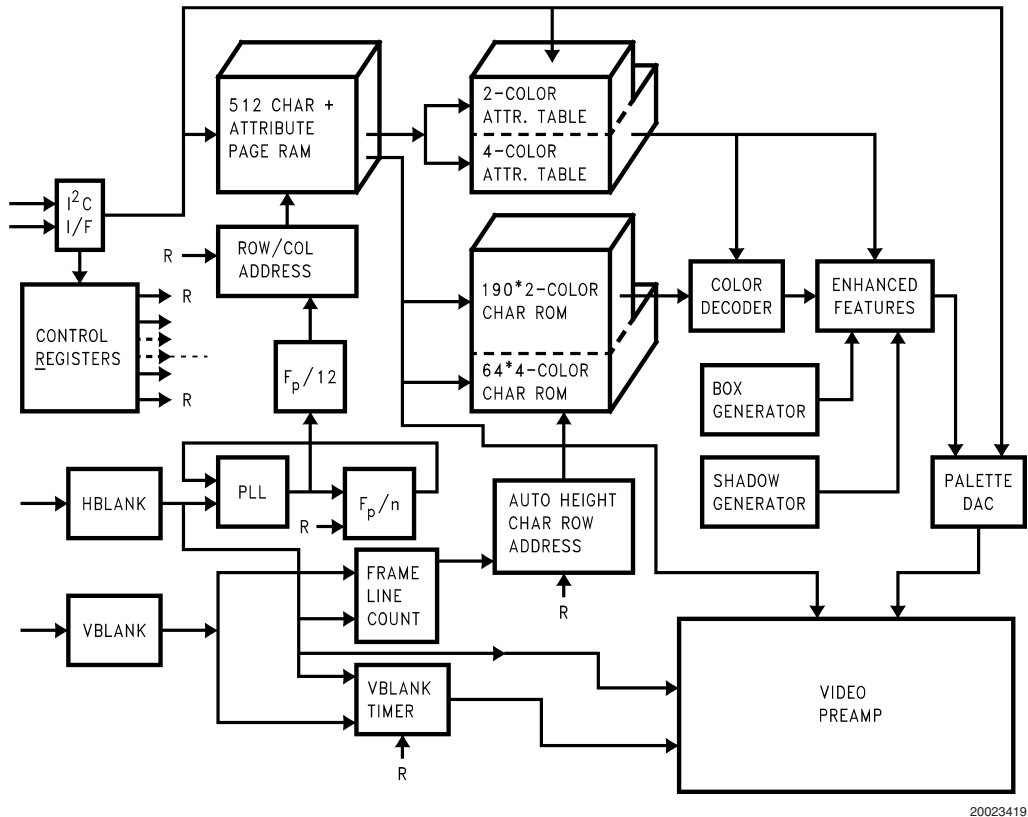 512 CHAR +
ATTRIBUTE
PAGE RAM
2-COLOR
ATTR. TABLE
4-COLOR
ATTR. TABLE
I²C
I/F
R
ROW/COL
ADDRESS
190*2-COLOR
CHAR ROM
64*4-COLOR
CHAR ROM
COLOR
DECODER
ENHANCED
FEATURES
R
CONTROL
REGISTERS
R
Fp/12
BOX
GENERATOR
SHADOW
GENERATOR
PALETTE
DAC
HBLANK
PLL
Fp/n
R
AUTO HEIGHT
CHAR ROW
ADDRESS
R
FRAME
LINE
COUNT
VBLANK
VBLANK
TIMER
R
VIDEO
PREAMP
20023419